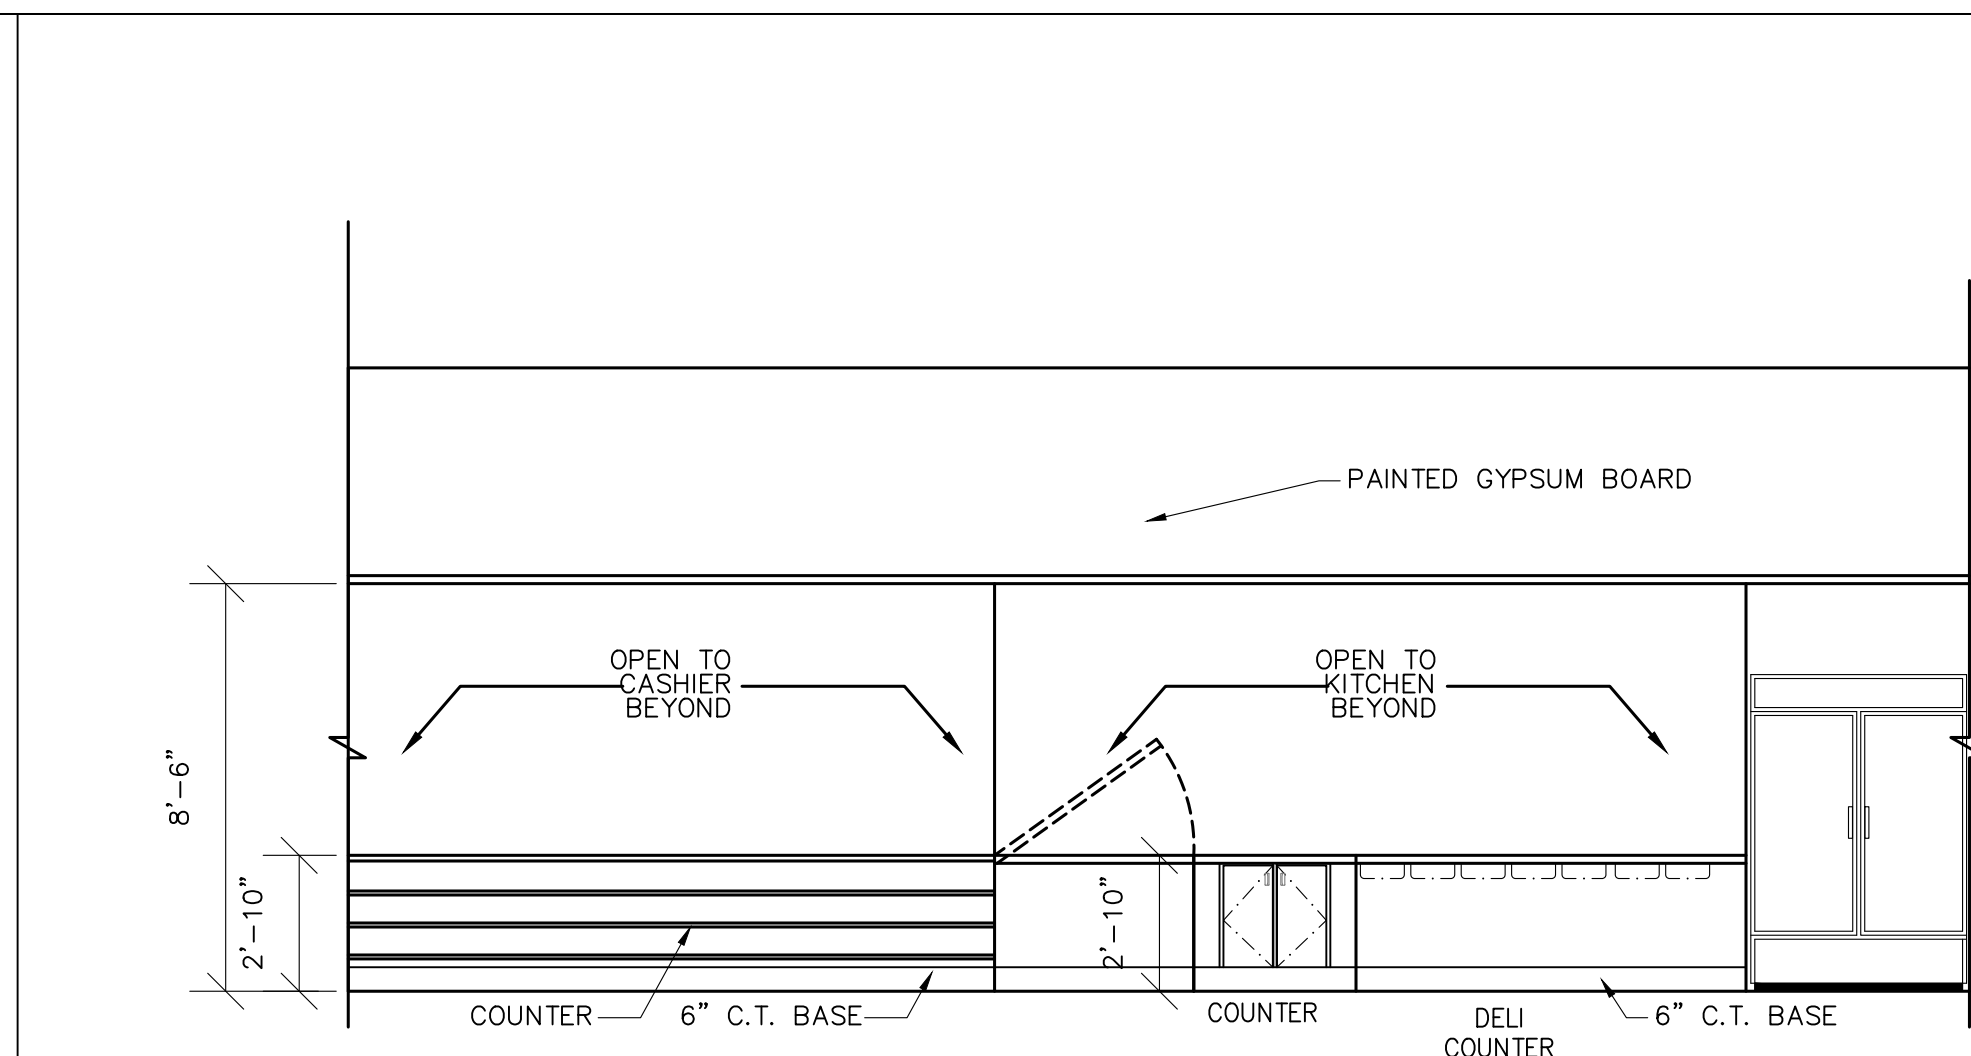 PAINTED GYPSUM BOARD
OPEN TO
CASHIER
BEYOND
OPEN TO
KITCHEN
BEYOND
8'-6"
2'-10"
2'-10"
COUNTER
6" C.T. BASE
COUNTER
DELI
COUNTER
6" C.T. BASE